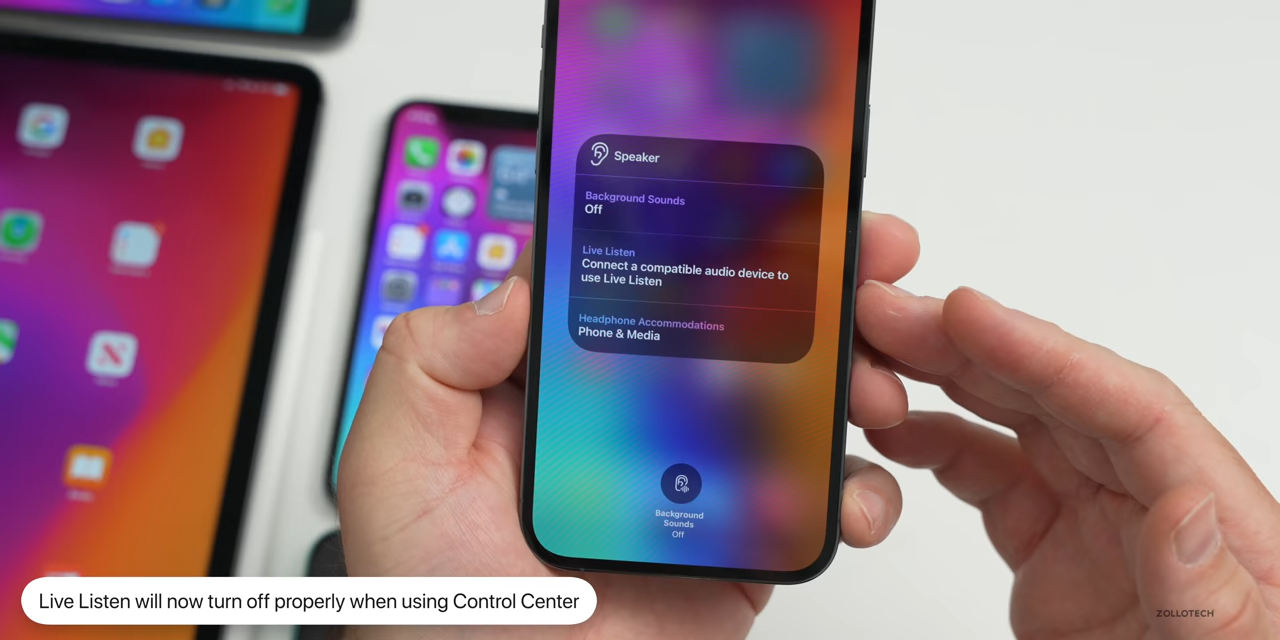 Speaker
Background Sounds
Off
Live Listen
Connect a compatible audio device to
use Live Listen
Headphone Accommodations
Phone & Media
Background
Sounds
Off
Live Listen will now turn off properly when using Control Center
ZOLLOTECH